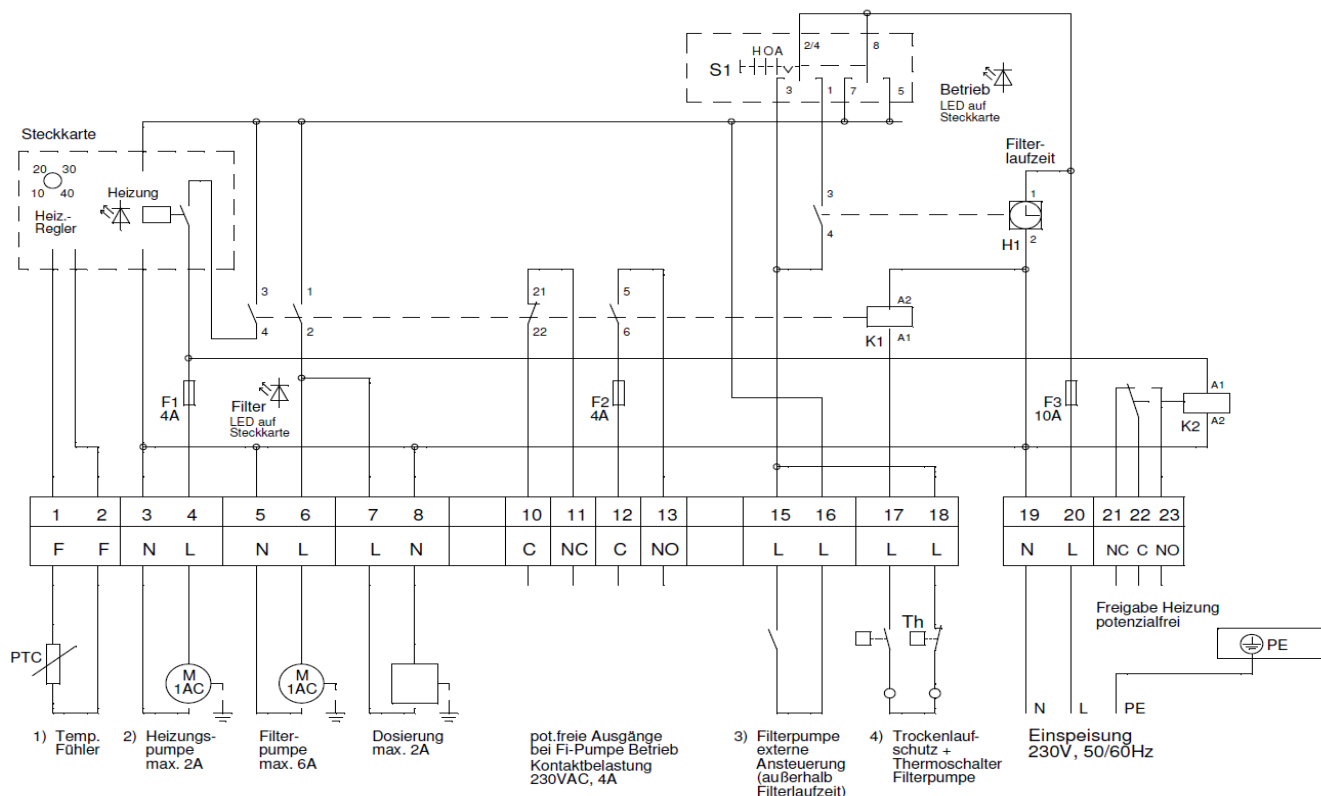 H O A
2/4
8
S1
3
1
7
5
Betrieb
LED auf
Steckkarte
Steckkarte
20
30
10
40
Heizung
Heiz.-
Regler
Filter-
laufzeit
3
4
1
2
H1
3
4
1
2
21
22
5
6
A2
K1
A1
F1
4A
Filter
LED auf
Steckkarte
F2
4A
F3
10A
A1
K2
A2
1 2 3 4 5 6 7 8 10 11 12 13 15 16 17 18 19 20 21 22 23
F F N L N L L N C NC C NO L L L L N L NC C NO
Freigabe Heizung
potenzialfrei
Th
PTC
M
1AC
M
1AC
PE
N
L
PE
1) Temp.
Fühler
2) Heizungs-
pumpe
max. 2A
Filter-
pumpe
max. 6A
Dosierung
max. 2A
pot.freie Ausgänge
bei Fi-Pumpe Betrieb
Kontaktbelastung
230VAC, 4A
3) Filterpumpe
externe
Ansteuerung
(außerhalb
Filterlaufzeit)
4) Trockenlauf-
schutz +
Thermoschalter
Filterpumpe
Einspeisung
230V, 50/60Hz